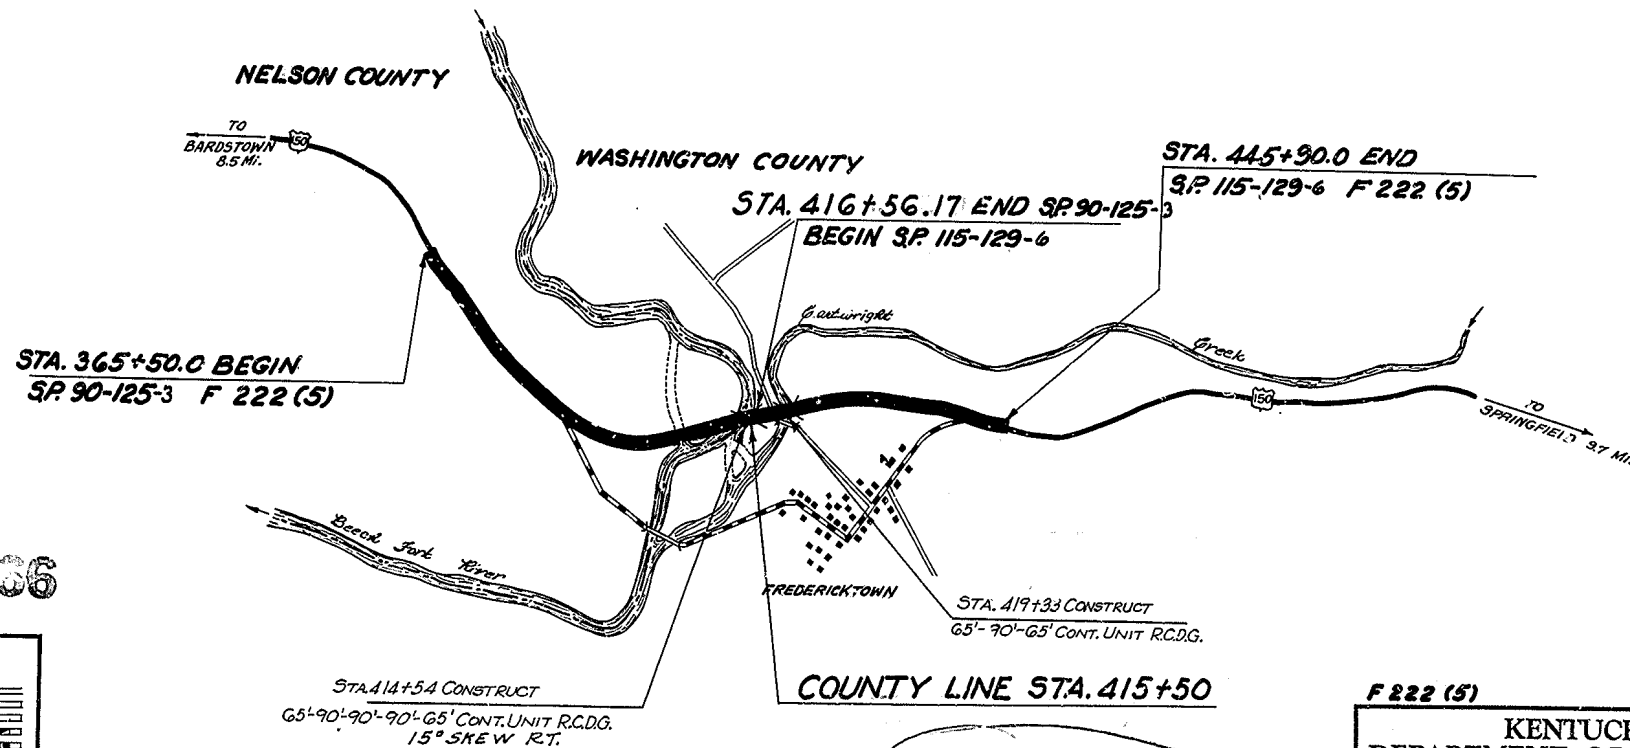 NELSON COUNTY
TO
BARDSTOWN
8.5 Mi.
150
WASHINGTON COUNTY
STA. 445+90.0 END
S.P. 115-129-6 F 222 (5)
STA. 416+56.17 END S.P. 90-125-3
BEGIN S.P. 115-129-6
Cartwright
Creek
STA. 365+50.0 BEGIN
S.P. 90-125-3 F 222 (5)
150
TO
SPRINGFIELD 9.7 Mi.
Beech Fork
River
FREDERICKTOWN
STA. 419+33 CONSTRUCT
65'-90'-65' CONT. UNIT R.C.D.G.
STA. 414+54 CONSTRUCT
65'-90'-90'-90'-65' CONT. UNIT R.C.D.G.
15° SKEW RT.
COUNTY LINE STA. 415+50
F 222 (5)